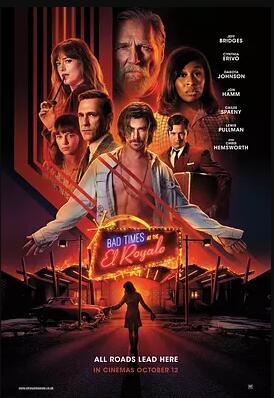 JEFF
BRIDGES
CYNTHIA
ERIVO
DAKOTA
JOHNSON
JON
HAMM
CAILEE
SPAENY
LEWIS
PULLMAN
AND CHRIS
HEMSWORTH
BAD TIMES AT THE
El Royale
ALL ROADS LEAD HERE
IN CINEMAS OCTOBER 12